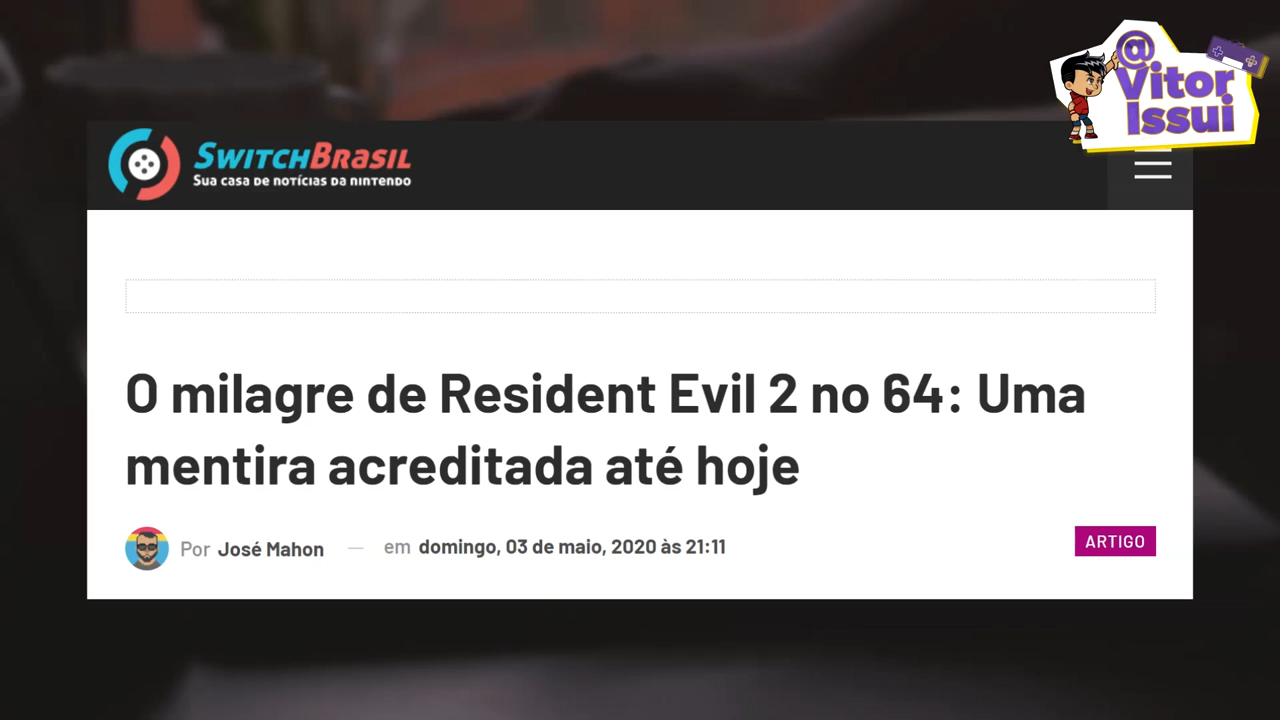 @
Vitor
Issui
SWITCHBRASIL
SUA CASA DE NOTÍCIAS DA NINTENDO
O milagre de Resident Evil 2 no 64: Uma
mentira acreditada até hoje
Por José Mahon — em domingo, 03 de maio, 2020 às 21:11
ARTIGO